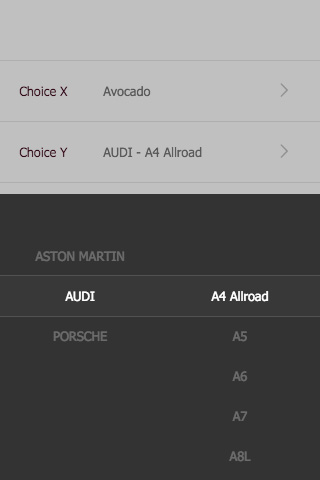 Choice X Avocado
Choice Y AUDI - A4 Allroad
ASTON MARTIN
AUDI A4 Allroad
PORSCHE A5
A6
A7
A8L